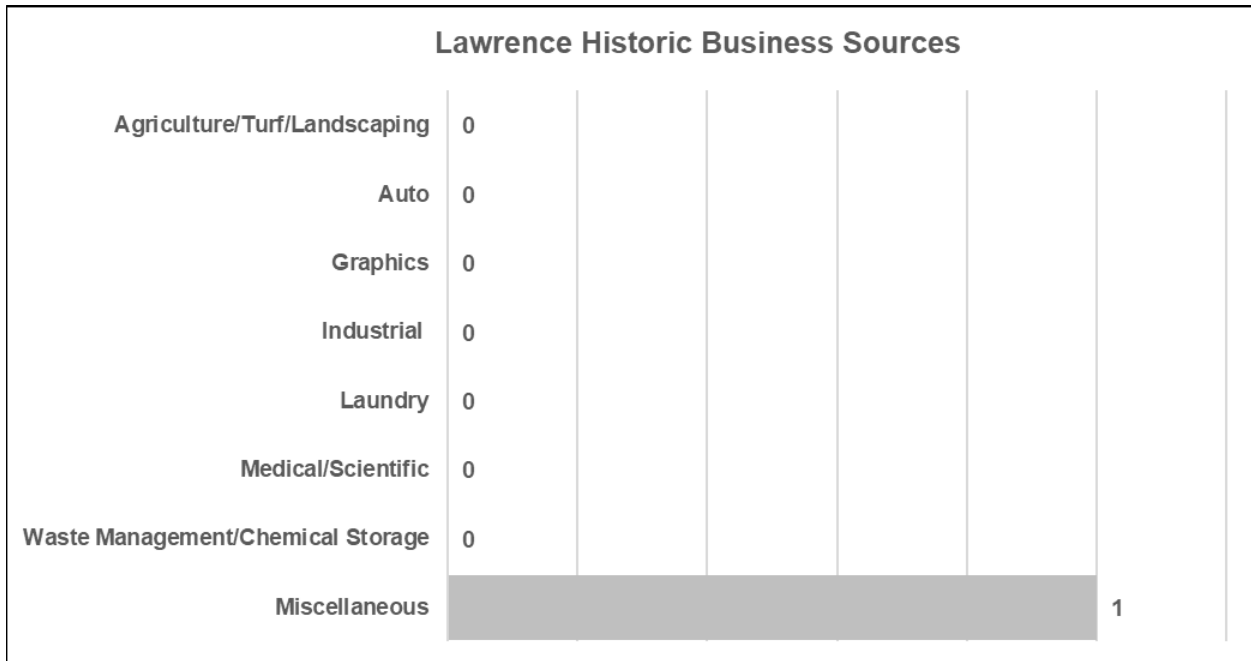 Lawrence Historic Business Sources
Agriculture/Turf/Landscaping 0
Auto 0
Graphics 0
Industrial 0
Laundry 0
Medical/Scientific 0
Waste Management/Chemical Storage 0
Miscellaneous 1